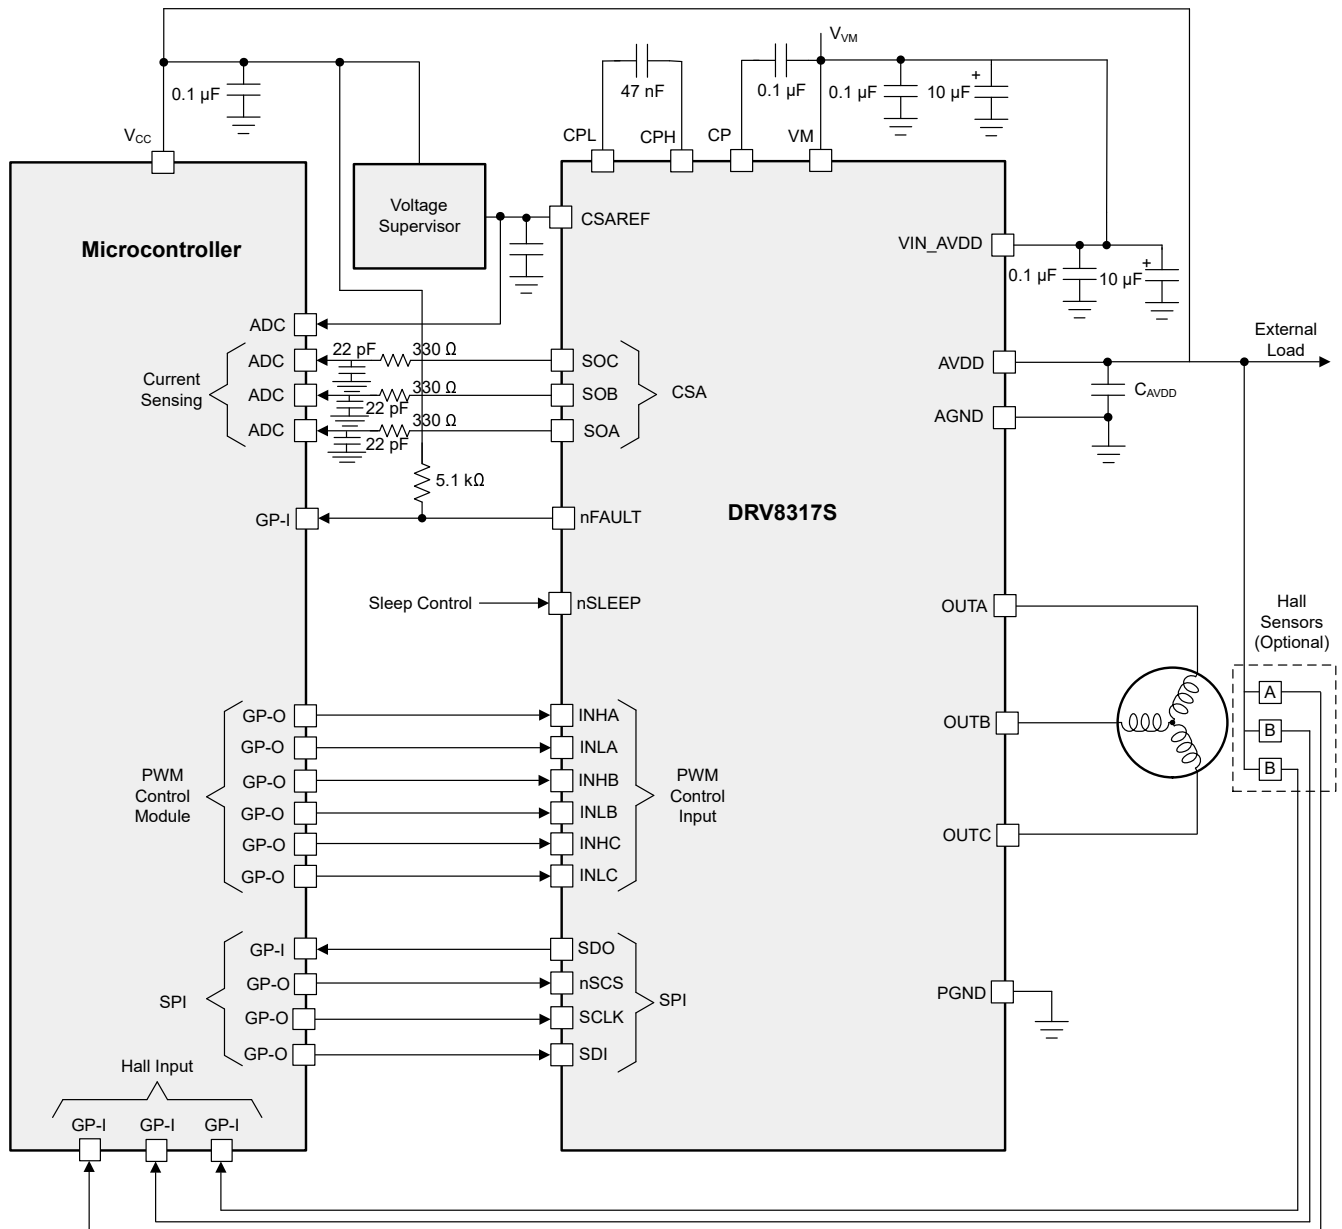 V_VM
0.1 µF
47 nF
0.1 µF
0.1 µF
10 µF
+
V_CC
CPL
CPH
CP
VM
Voltage
Supervisor
CSAREF
Microcontroller
VIN_AVDD
0.1 µF
10 µF
+
ADC
External
Load
22 pF
330 Ω
ADC
SOC
AVDD
Current
Sensing
330 Ω
ADC
SOB
CSA
C_AVDD
22 pF
330 Ω
AGND
ADC
SOA
22 pF
5.1 kΩ
GP-I
nFAULT
DRV8317S
Sleep Control
nSLEEP
OUTA
Hall
Sensors
(Optional)
A
B
B
GP-O
INHA
OUTB
GP-O
INLA
PWM
Control
Module
GP-O
INHB
PWM
Control
Input
GP-O
INLB
OUTC
GP-O
INHC
GP-O
INLC
GP-I
SDO
GP-O
nSCS
PGND
SPI
SPI
GP-O
SCLK
GP-O
SDI
Hall Input
GP-I
GP-I
GP-I